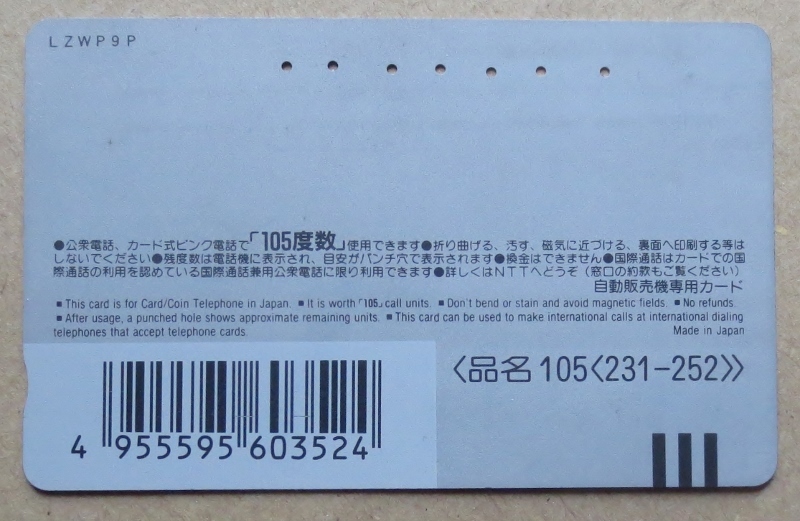 LZWP9P
●公衆電話、カード式ピンク電話で「105度数」使用できます●折り曲げる、汚す、磁気に近づける、裏面へ印刷する等は
しないでください●残度数は電話機に表示され、目安がパンチ穴で表示されます●換金はできません●国際通話はカードでの国
際通話の利用を認めている国際通話兼用公衆電話に限り利用できます●詳しくはNTTへどうぞ(窓口の約款もご覧ください)
自動販売機専用カード
■This card is for Card/Coin Telephone in Japan. ■It is worth「105」call units. ■Don't bend or stain and avoid magnetic fields. ■No refunds.
■After usage, a punched hole shows approximate remaining units. ■This card can be used to make international calls at international dialing
telephones that accept telephone cards.
Made in Japan
〈品名 105〈231-252〉〉
4 955595 603524